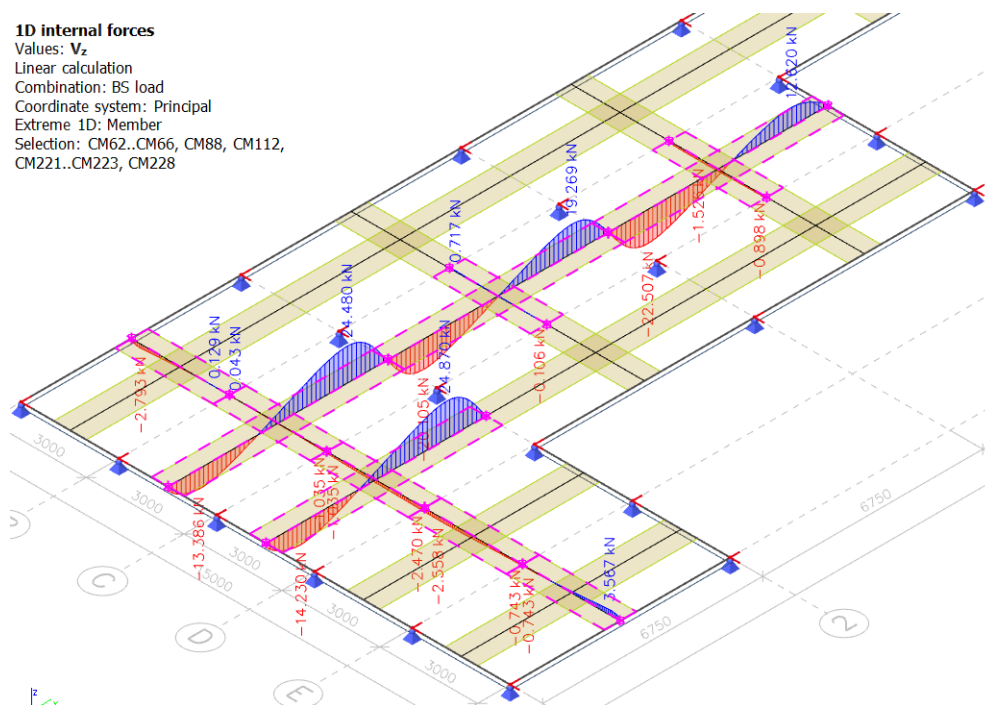 1D internal forces
Values: Vz
Linear calculation
Combination: BS load
Coordinate system: Principal
Extreme 1D: Member
Selection: CM62..CM66, CM88, CM112,
CM221..CM223, CM228
12.620 kN
19.269 kN
-0.898 kN
0.717 kN
-22.507 kN
24.480 kN
0.129 kN
0.043 kN
24.870 kN
-0.106 kN
-2.793 kN
3000
3000
6750
-13.386 kN
-2.470 kN
-2.558 kN
3.567 kN
C
3000
15000
-14.230 kN
-0.743 kN
-0.743 kN
6750
2
D
3000
E
z